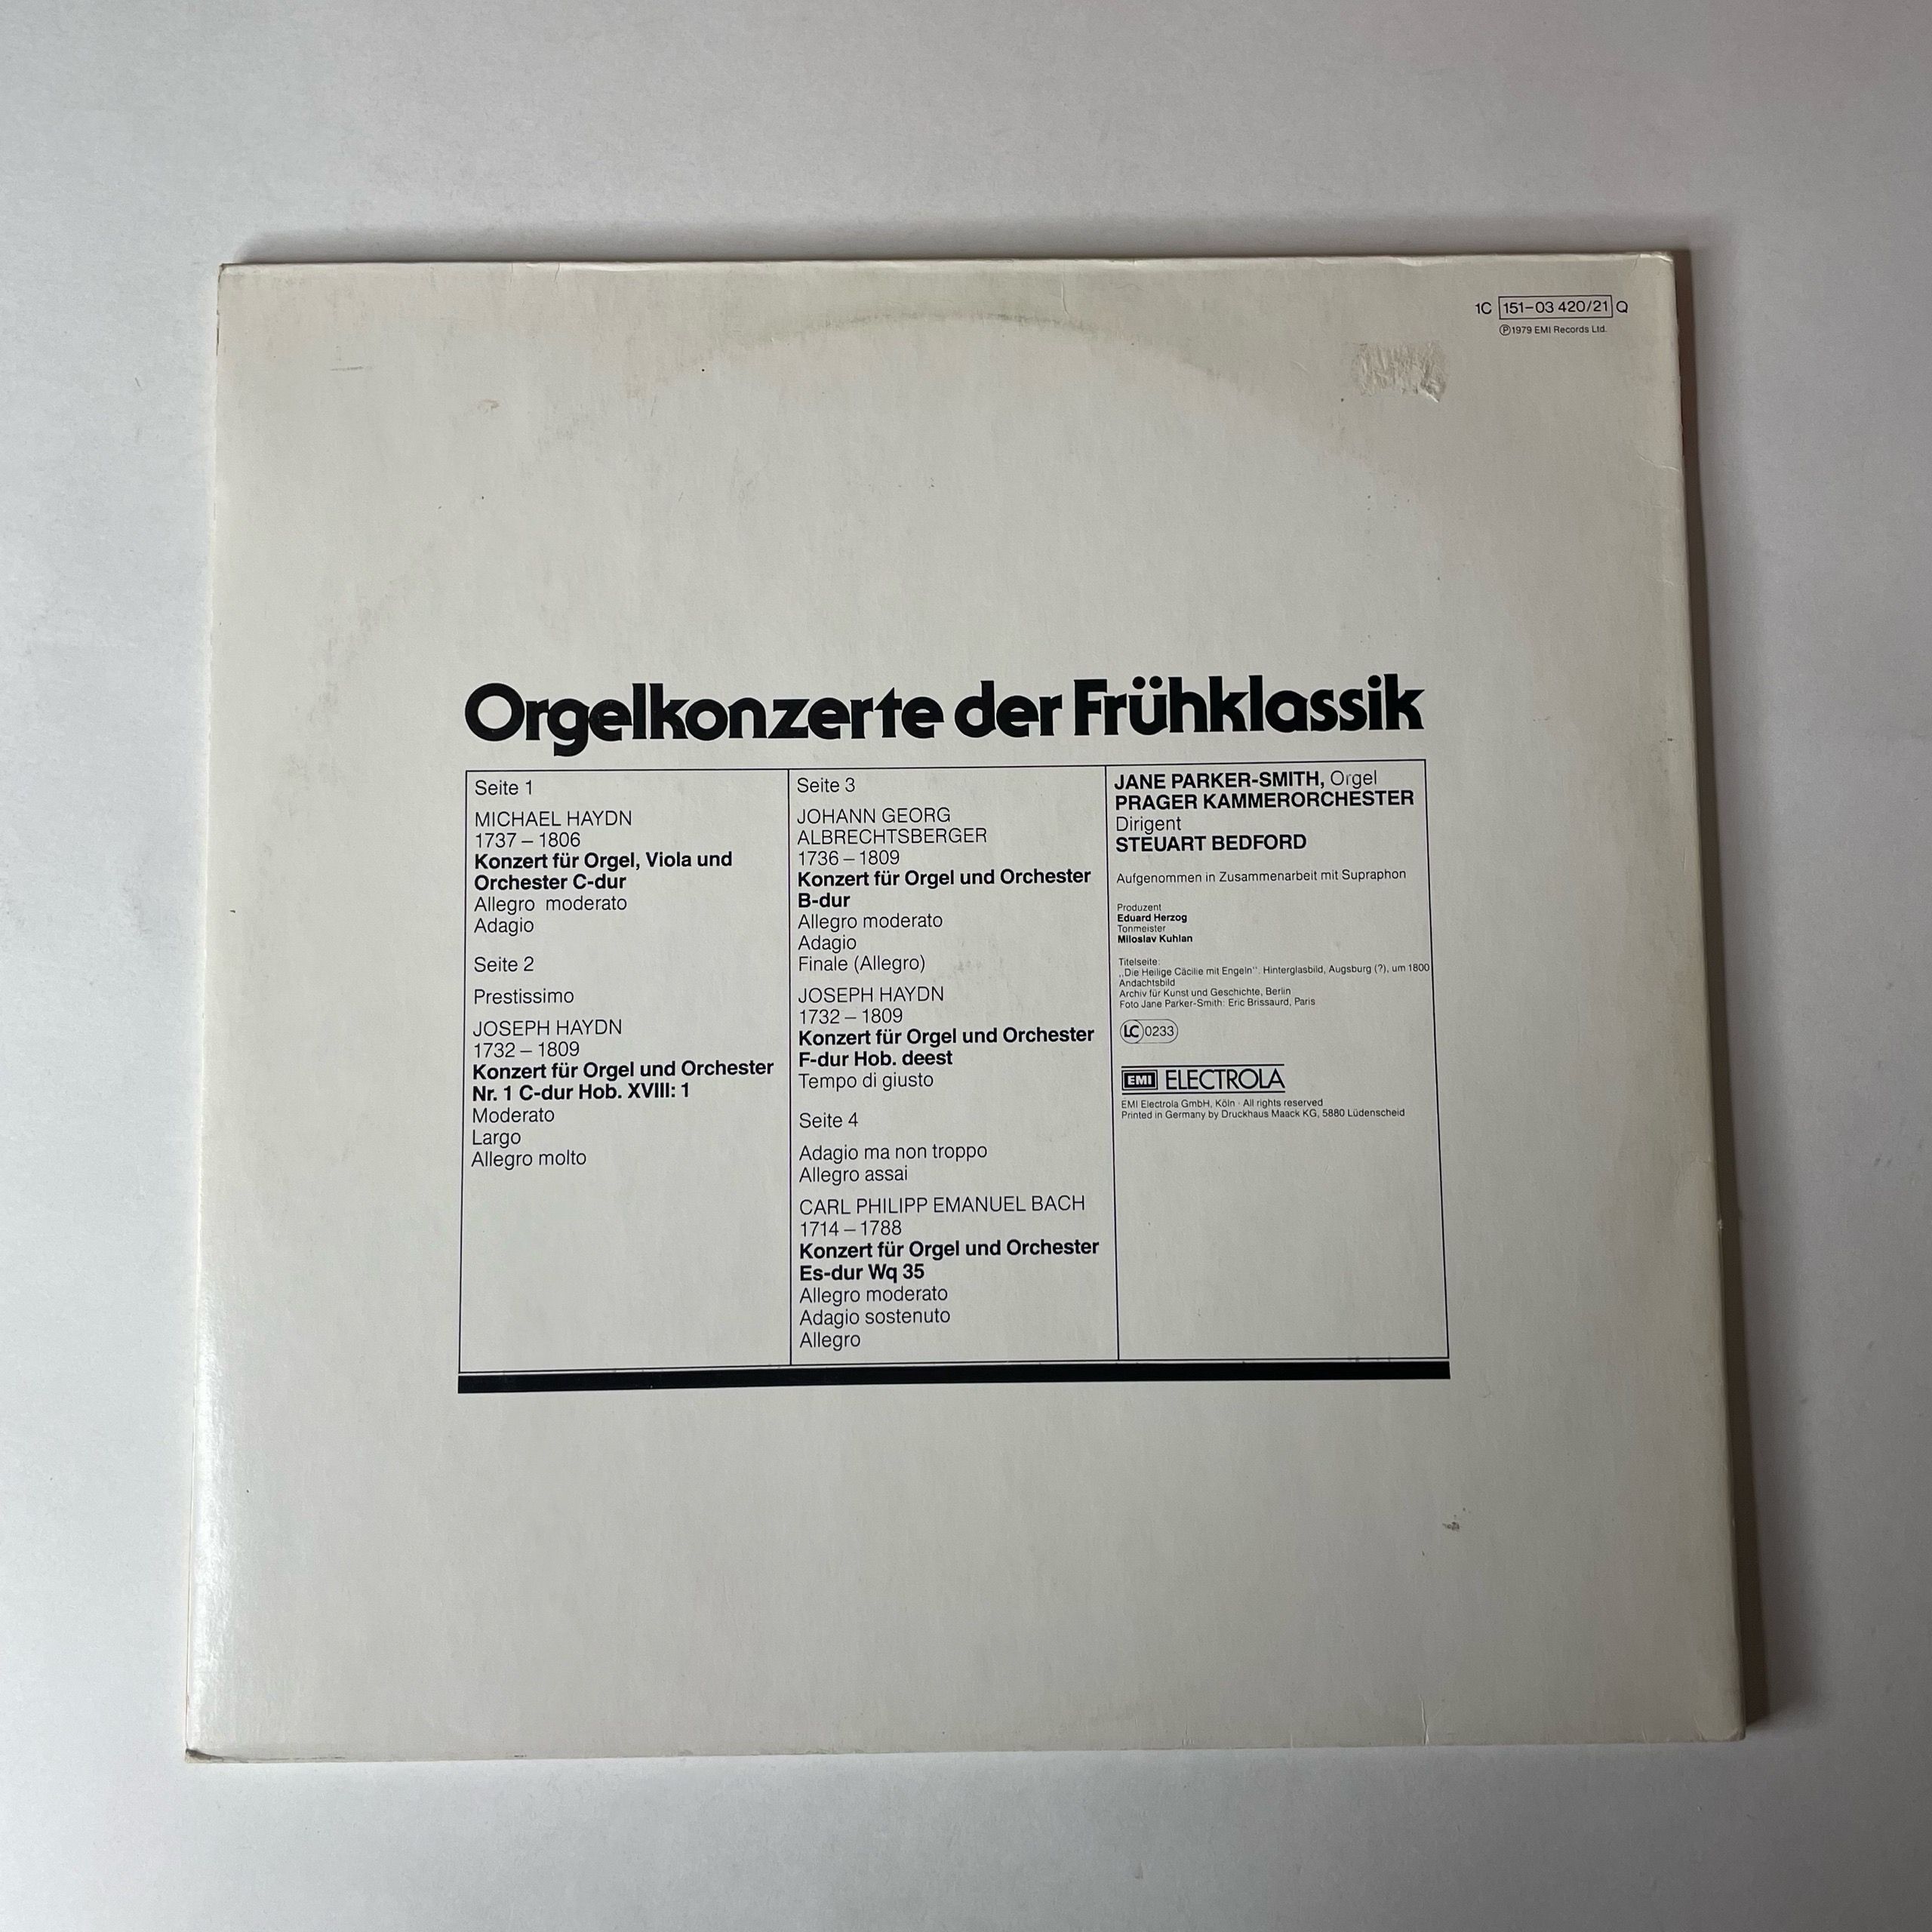 1C 151-03 420/21 Q
Ⓟ1979 EMI Records Ltd.
Orgelkonzerte der Frühklassik
Seite 1
MICHAEL HAYDN
1737 – 1806
Konzert für Orgel, Viola und
Orchester C-dur
Allegro moderato
Adagio
Seite 2
Prestissimo
JOSEPH HAYDN
1732 – 1809
Konzert für Orgel und Orchester
Nr. 1 C-dur Hob. XVIII: 1
Moderato
Largo
Allegro molto
Seite 3
JOHANN GEORG
ALBRECHTSBERGER
1736 – 1809
Konzert für Orgel und Orchester
B-dur
Allegro moderato
Adagio
Finale (Allegro)
JOSEPH HAYDN
1732 – 1809
Konzert für Orgel und Orchester
F-dur Hob. deest
Tempo di giusto
Seite 4
Adagio ma non troppo
Allegro assai
CARL PHILIPP EMANUEL BACH
1714 – 1788
Konzert für Orgel und Orchester
Es-dur Wq 35
Allegro moderato
Adagio sostenuto
Allegro
JANE PARKER-SMITH, Orgel
PRAGER KAMMERORCHESTER
Dirigent
STEUART BEDFORD
Aufgenommen in Zusammenarbeit mit Supraphon
Produzent
Eduard Herzog
Tonmeister
Miloslav Kuhlan
Titelseite:
„Die Heilige Cäcilie mit Engeln". Hinterglasbild, Augsburg (?), um 1800
Andachtsbild
Archiv für Kunst und Geschichte, Berlin
Foto Jane Parker-Smith: Eric Brissaurd, Paris
LC 0233
EMI ELECTROLA
EMI Electrola GmbH, Köln · All rights reserved
Printed in Germany by Druckhaus Maack KG, 5880 Lüdenscheid